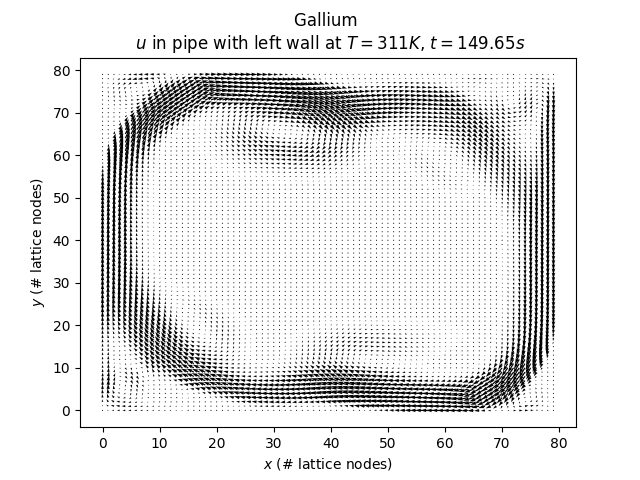 Gallium
u in pipe with left wall at T = 311K, t = 149.65s
80
70
60
50
40
30
20
10
0
y (# lattice nodes)
0 10 20 30 40 50 60 70 80
x (# lattice nodes)